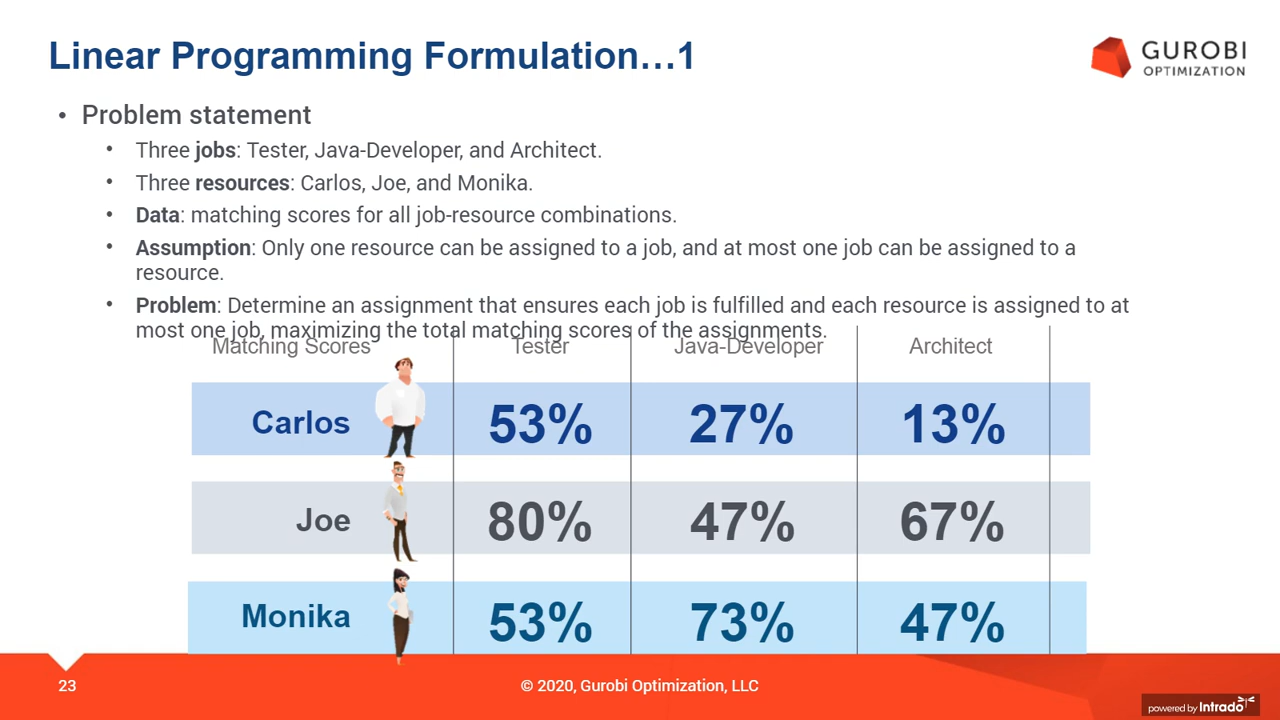 Linear Programming Formulation...1
GUROBI
OPTIMIZATION
• Problem statement
• Three jobs: Tester, Java-Developer, and Architect.
• Three resources: Carlos, Joe, and Monika.
• Data: matching scores for all job-resource combinations.
• Assumption: Only one resource can be assigned to a job, and at most one job can be assigned to a
resource.
• Problem: Determine an assignment that ensures each job is fulfilled and each resource is assigned to at
most one job, maximizing the total matching scores of the assignments.
Matching Scores Tester Java-Developer Architect
Carlos 53% 27% 13%
Joe 80% 47% 67%
Monika 53% 73% 47%
23 © 2020, Gurobi Optimization, LLC
powered by Intrado